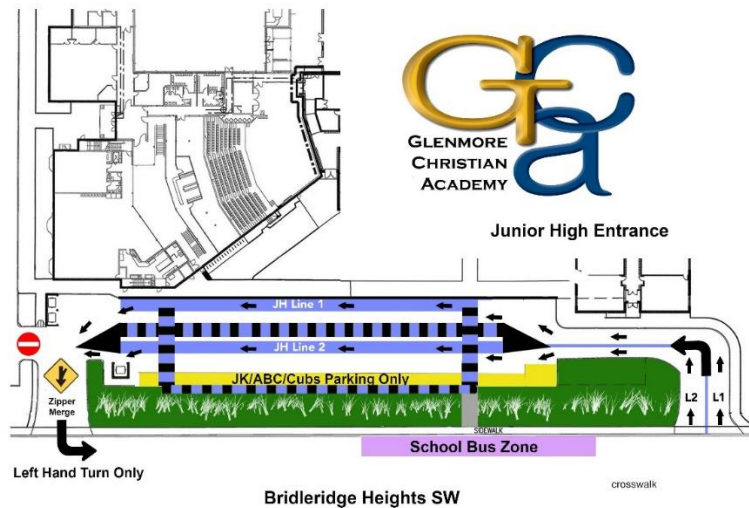 GCa
GLENMORE
CHRISTIAN
ACADEMY
Junior High Entrance
JH Line 1
JH Line 2
JK/ABC/Cubs Parking Only
Zipper
Merge
L2
L1
SIDEWALK
School Bus Zone
Left Hand Turn Only
crosswalk
Bridleridge Heights SW